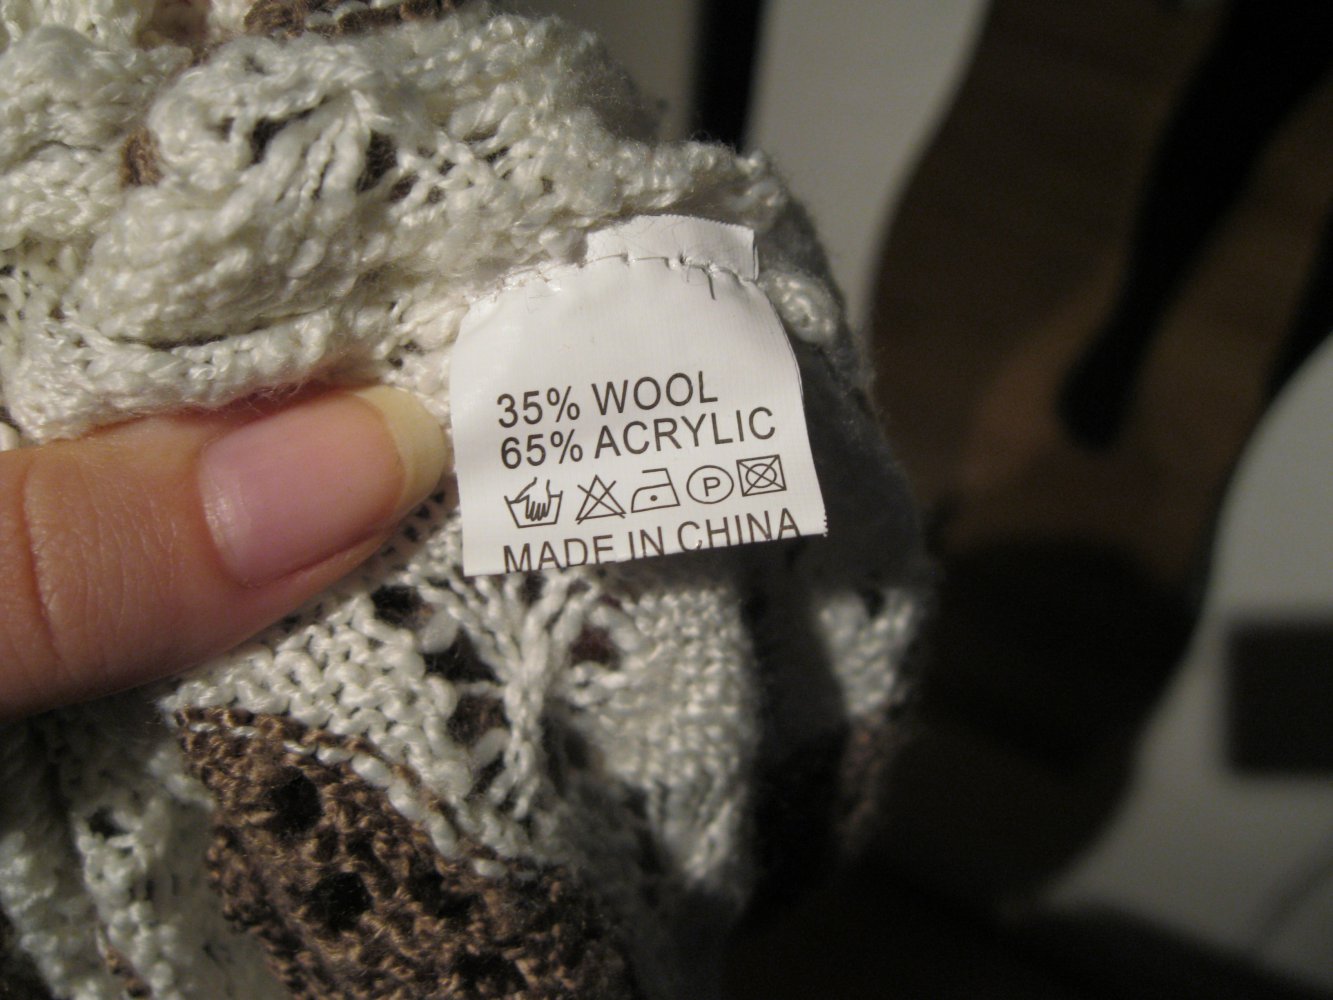 35% WOOL
65% ACRYLIC
P
MADE IN CHINA